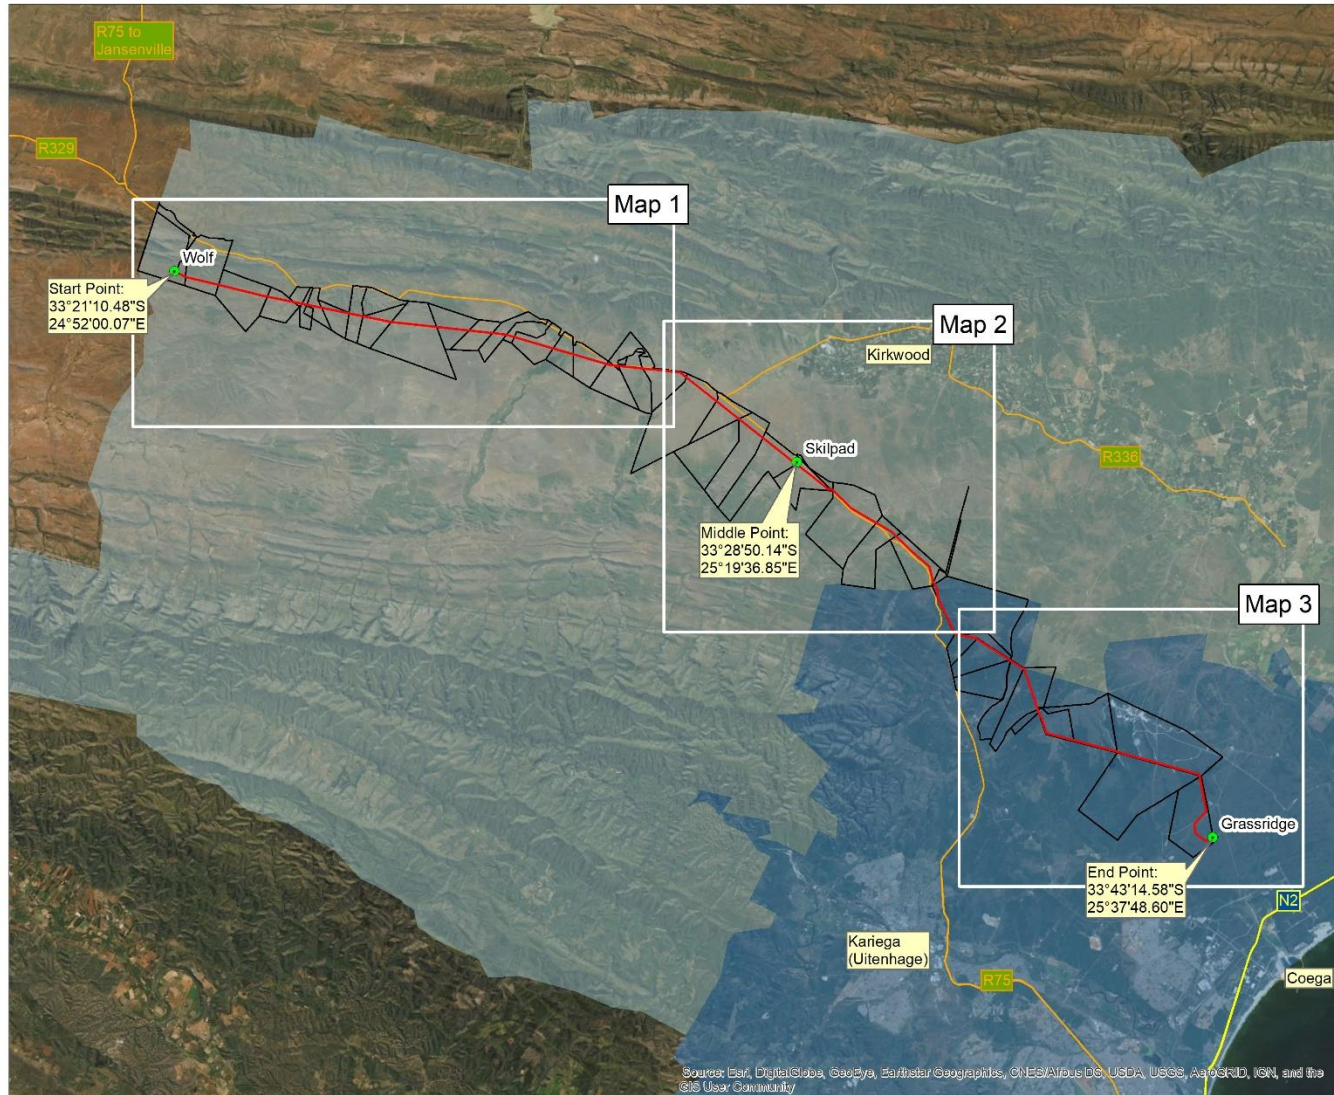 R75 to
Jansenville
R329
Map 1
Wolf
Start Point:
33°21'10.48"S
24°52'00.07"E
Map 2
Kirkwood
Skilpad
R336
Middle Point:
33°28'50.14"S
25°19'36.85"E
Map 3
Grassridge
End Point:
33°43'14.58"S
25°37'48.60"E
N2
Kariega
(Uitenhage)
R75
Coega
Source: Esri, DigitalGlobe, GeoEye, Earthstar Geographics, CNES/Airbus DS, USDA, USGS, AeroGRID, IGN, and the
GIS User Community